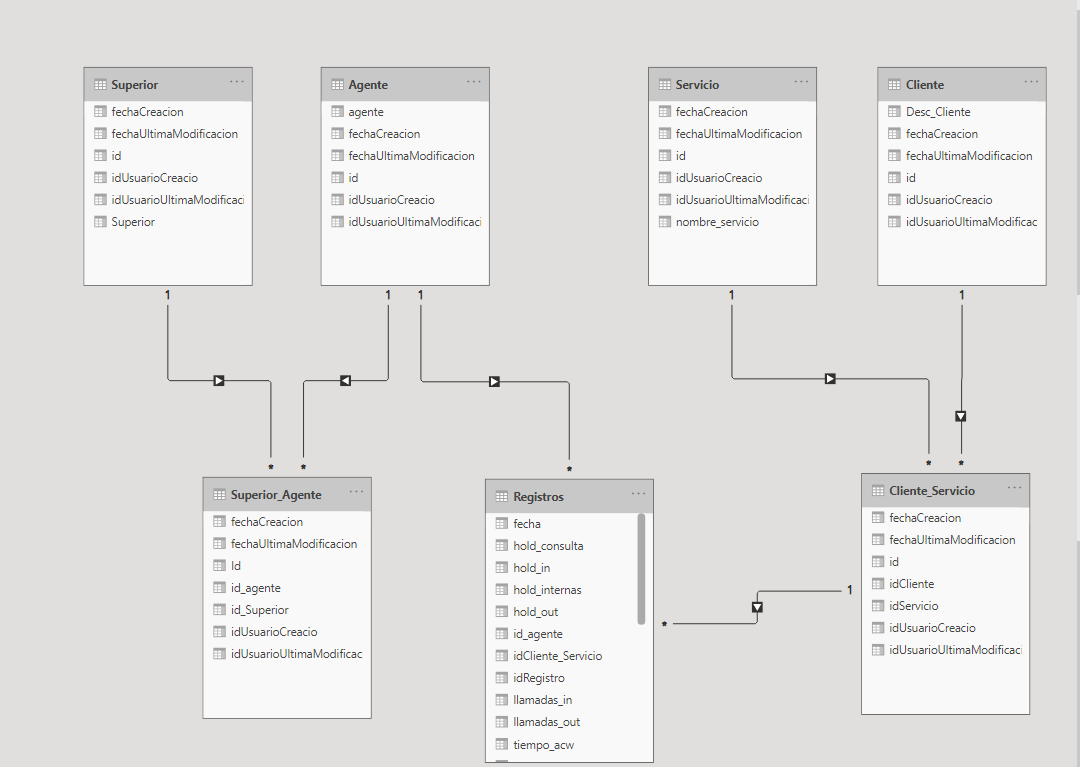 Superior
fechaCreacion
fechaUltimaModificacion
id
idUsuarioCreacio
idUsuarioUltimaModificaci
Superior
Agente
agente
fechaCreacion
fechaUltimaModificacion
id
idUsuarioCreacio
idUsuarioUltimaModificaci
Servicio
fechaCreacion
fechaUltimaModificacion
id
idUsuarioCreacio
idUsuarioUltimaModificaci
nombre_servicio
Cliente
Desc_Cliente
fechaCreacion
fechaUltimaModificacion
id
idUsuarioCreacio
idUsuarioUltimaModificac
1
1
1
1
1
*
*
*
*
*
Superior_Agente
fechaCreacion
fechaUltimaModificacion
Id
id_agente
id_Superior
idUsuarioCreacio
idUsuarioUltimaModificac
Registros
fecha
hold_consulta
hold_in
hold_internas
hold_out
id_agente
idCliente_Servicio
idRegistro
llamadas_in
llamadas_out
tiempo_acw
*
1
Cliente_Servicio
fechaCreacion
fechaUltimaModificacion
id
idCliente
idServicio
idUsuarioCreacio
idUsuarioUltimaModificaci